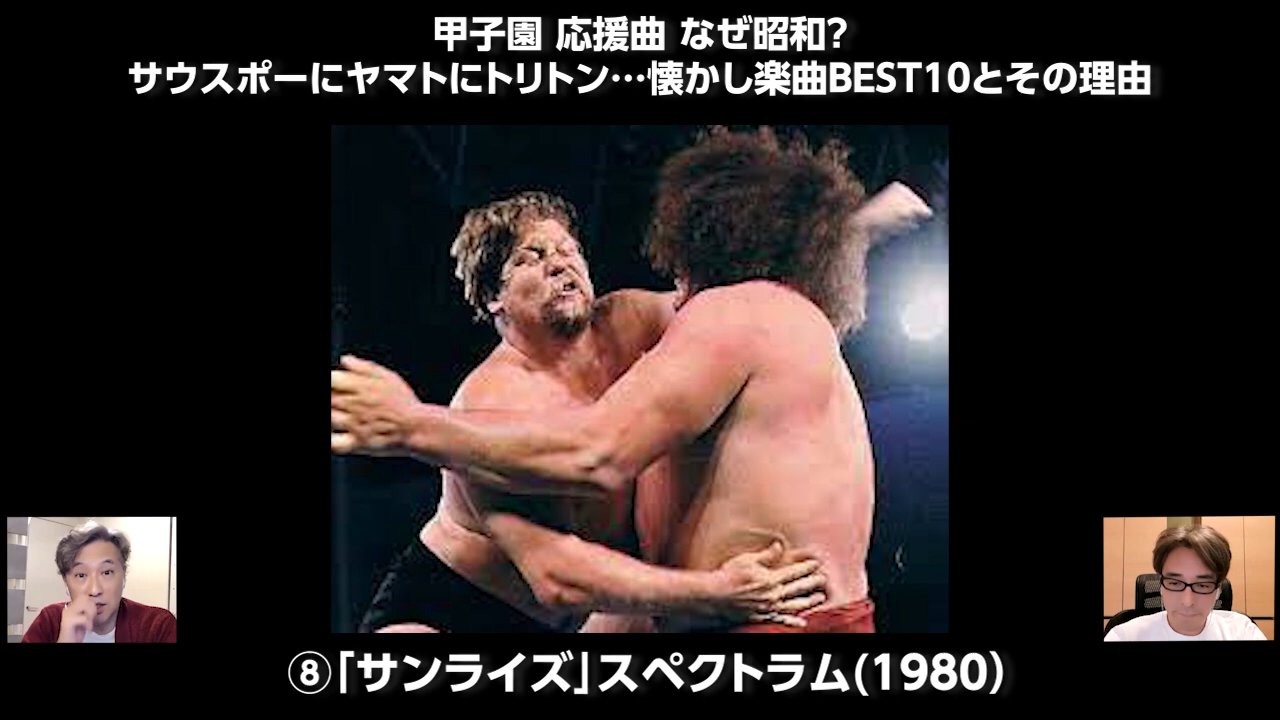 甲子園 応援曲 なぜ昭和?
サウスポーにヤマトにトリトン…懐かし楽曲BEST10とその理由
⑧「サンライズ」スペクトラム(1980)